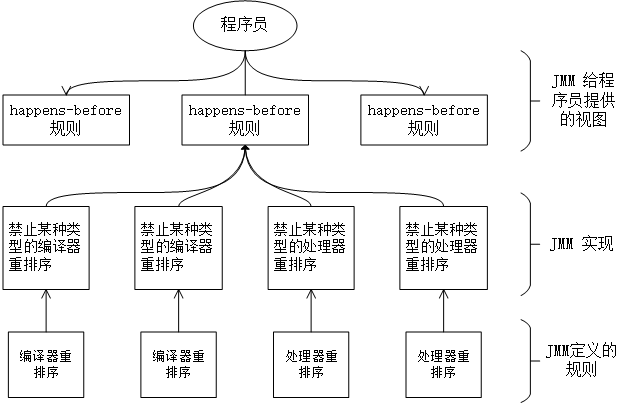 程序员
happens-before
规则
happens-before
规则
happens-before
规则
JMM 给程
序员提供
的视图
禁止某种类
型的编译器
重排序
禁止某种类
型的编译器
重排序
禁止某种类
型的处理器
重排序
禁止某种类
型的处理器
重排序
JMM 实现
编译器重
排序
编译器重
排序
处理器重
排序
处理器重
排序
JMM定义的
规则